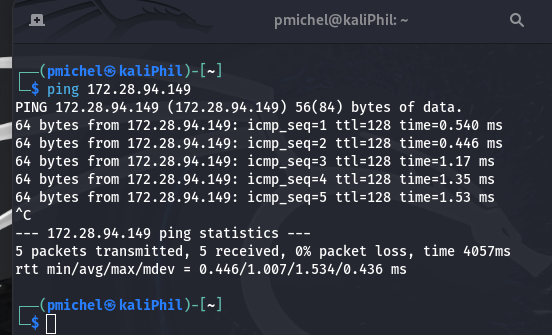 pmichel@kaliPhil: ~
┌──(pmichel㉿kaliPhil)-[~]
└─$ ping 172.28.94.149
PING 172.28.94.149 (172.28.94.149) 56(84) bytes of data.
64 bytes from 172.28.94.149: icmp_seq=1 ttl=128 time=0.540 ms
64 bytes from 172.28.94.149: icmp_seq=2 ttl=128 time=0.446 ms
64 bytes from 172.28.94.149: icmp_seq=3 ttl=128 time=1.17 ms
64 bytes from 172.28.94.149: icmp_seq=4 ttl=128 time=1.35 ms
64 bytes from 172.28.94.149: icmp_seq=5 ttl=128 time=1.53 ms
^C
--- 172.28.94.149 ping statistics ---
5 packets transmitted, 5 received, 0% packet loss, time 4057ms
rtt min/avg/max/mdev = 0.446/1.007/1.534/0.436 ms
┌──(pmichel㉿kaliPhil)-[~]
└─$